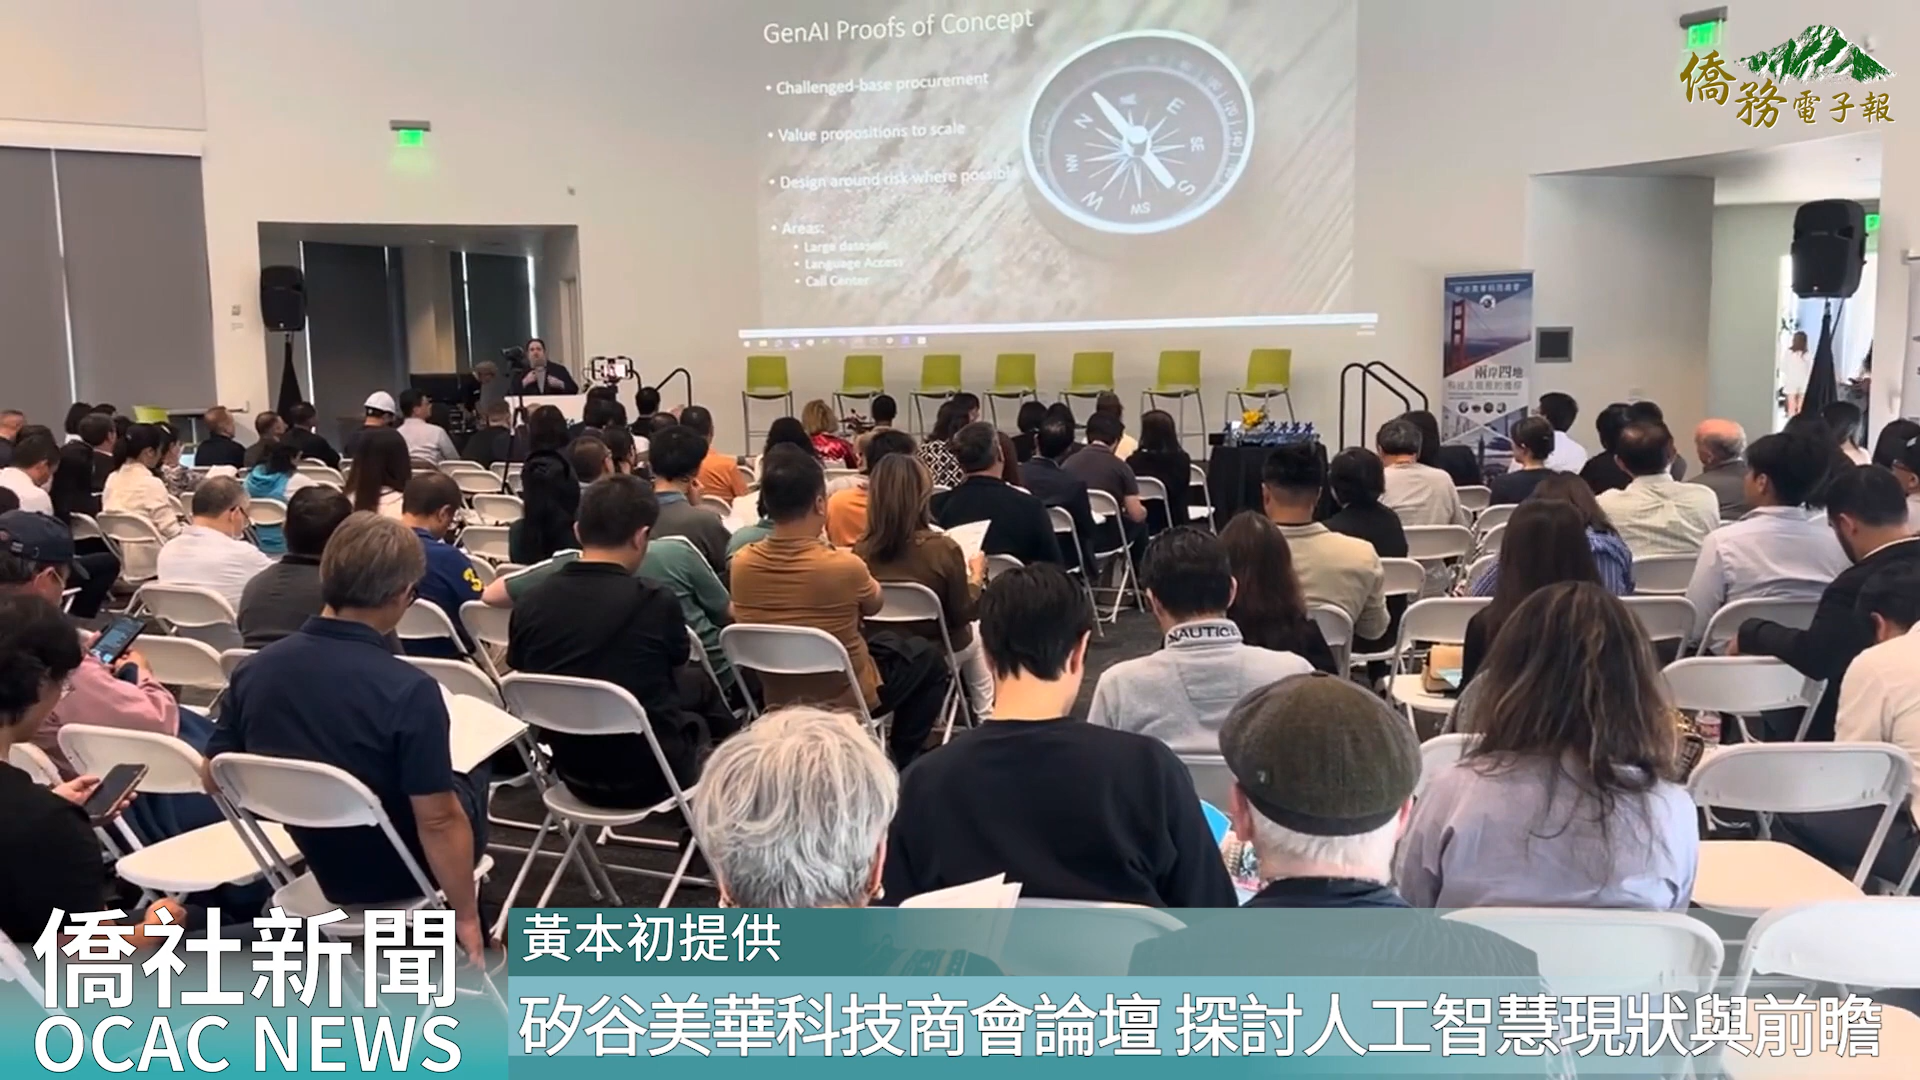 GenAI Proofs of Concept
• Challenged-base procurement
• Value propositions to scale
• Design around risk where possible
• Areas:
• Large datasets
• Language Access
• Call Center
N
E
SE
S
SW
W
NW
僑務電子報
兩岸四地
NAUTICA
僑社新聞
OCAC NEWS
黃本初提供
矽谷美華科技商會論壇 探討人工智慧現狀與前瞻